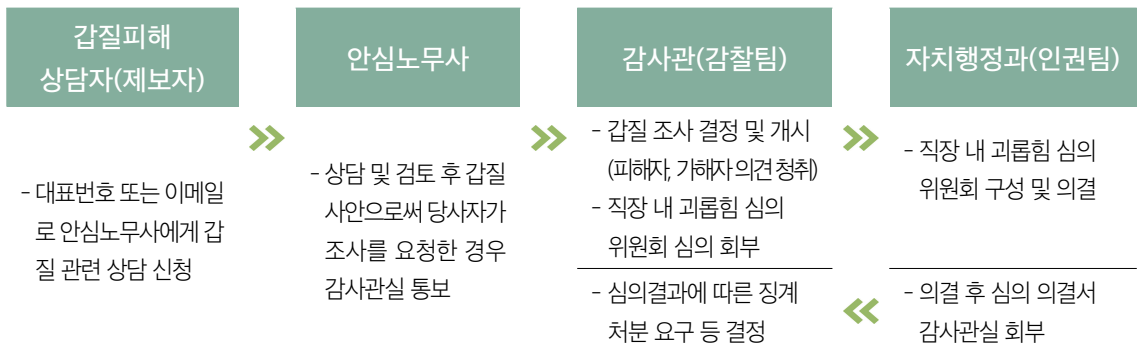 갑질피해
상담자(제보자)
- 대표번호 또는 이메일
로 안심노무사에게 갑
질 관련 상담 신청
안심노무사
- 상담 및 검토 후 갑질
사안으로써 당사자가
조사를 요청한 경우
감사관실 통보
감사관(감찰팀)
- 갑질 조사 결정 및 개시
(피해자, 가해자 의견 청취)
- 직장 내 괴롭힘 심의
위원회 심의 회부
- 심의결과에 따른 징계
처분 요구 등 결정
자치행정과(인권팀)
- 직장 내 괴롭힘 심의
위원회 구성 및 의결
- 의결 후 심의 의결서
감사관실 회부